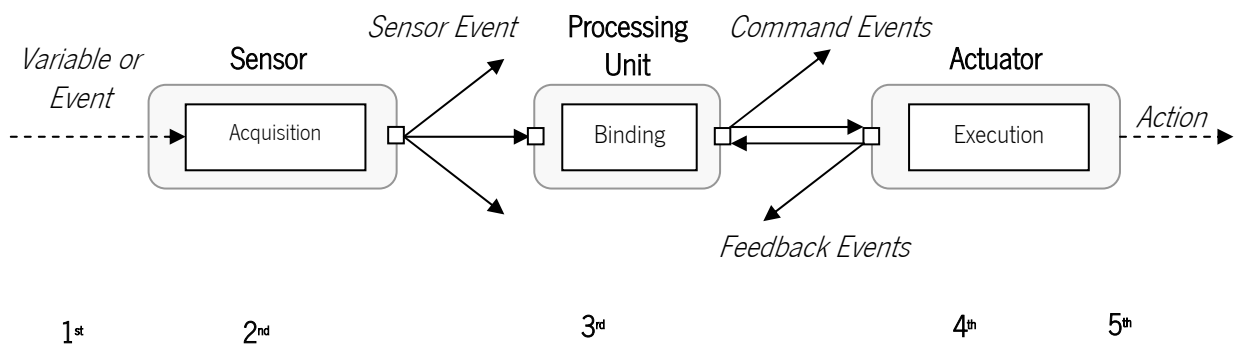 Variable or
Event
Sensor
Acquisition
Sensor Event
Processing
Unit
Binding
Command Events
Feedback Events
Actuator
Execution
Action
1st
2nd
3rd
4th
5th